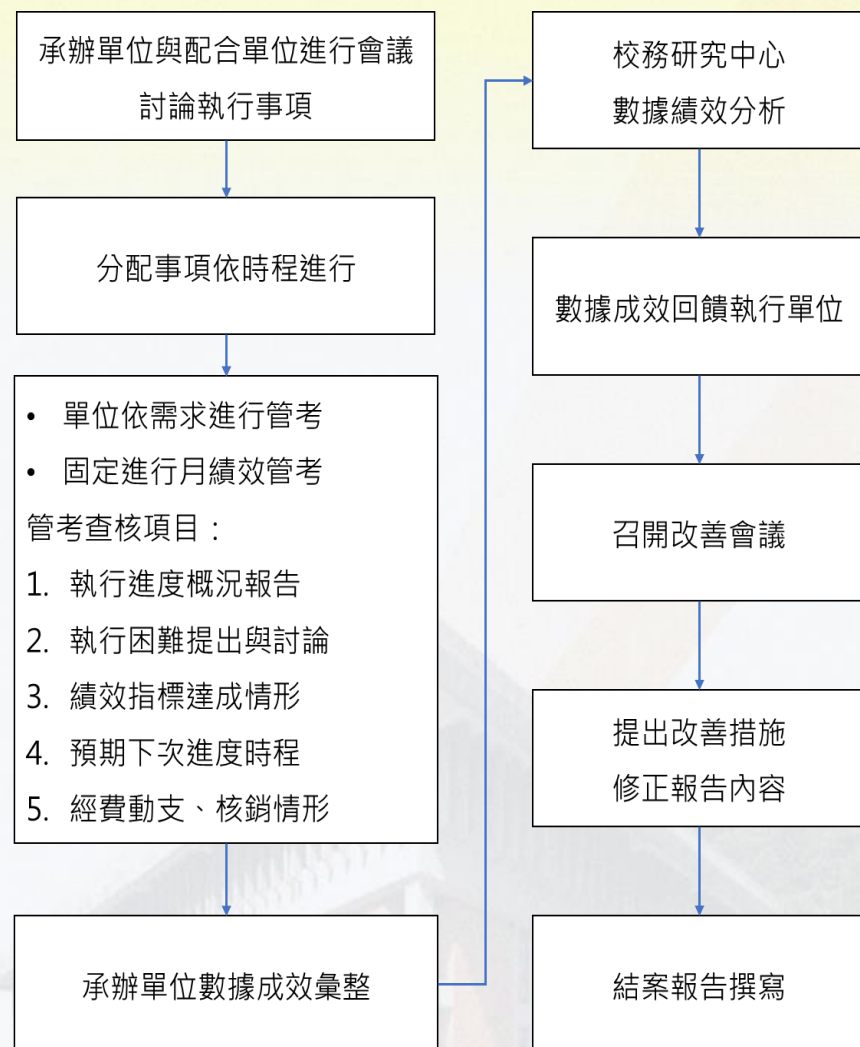 承辦單位與配合單位進行會議
討論執行事項
分配事項依時程進行
• 單位依需求進行管考
• 固定進行月績效管考
管考查核項目：
1. 執行進度概況報告
2. 執行困難提出與討論
3. 績效指標達成情形
4. 預期下次進度時程
5. 經費動支、核銷情形
承辦單位數據成效彙整
校務研究中心
數據績效分析
數據成效回饋執行單位
召開改善會議
提出改善措施
修正報告內容
結案報告撰寫